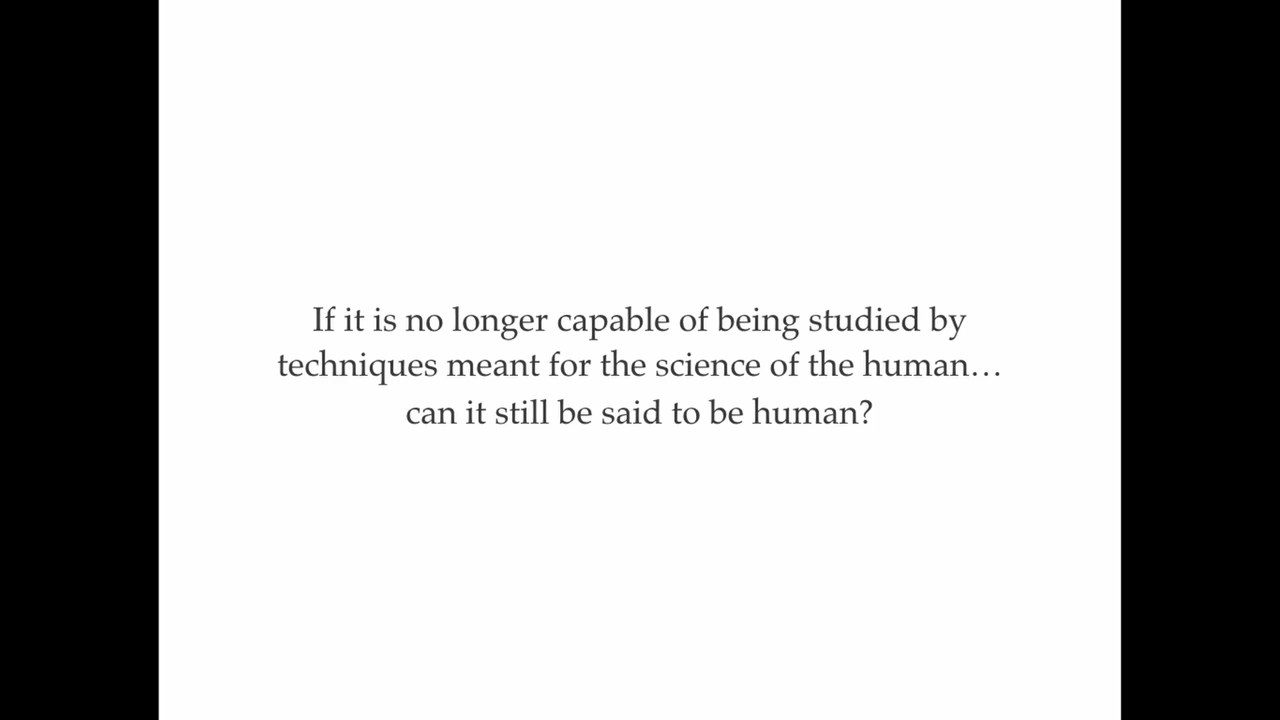 If it is no longer capable of being studied by
techniques meant for the science of the human…
can it still be said to be human?